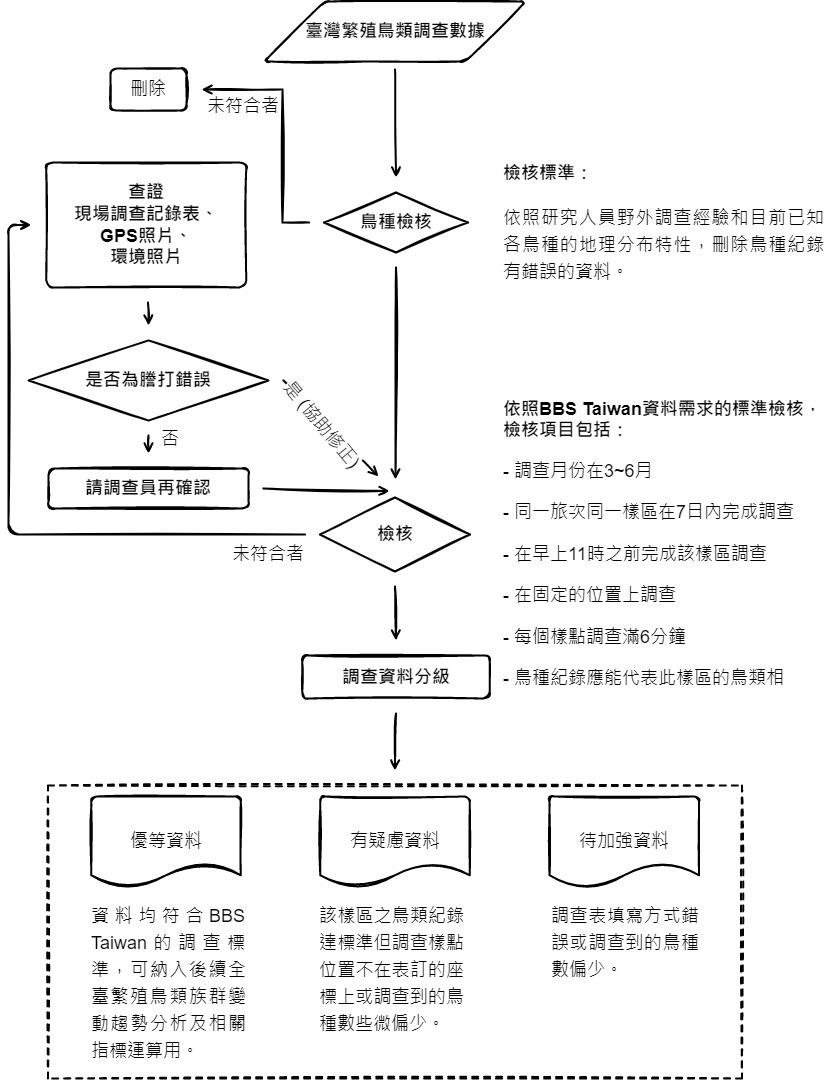 臺灣繁殖鳥類調查數據
刪除
未符合者
查證
現場調查記錄表、
GPS照片、
環境照片
鳥種檢核
檢核標準：
依照研究人員野外調查經驗和目前已知
各鳥種的地理分布特性，刪除鳥種紀錄
有錯誤的資料。
是否為謄打錯誤
是 (協助修正)
否
請調查員再確認
檢核
未符合者
依照BBS Taiwan資料需求的標準檢核，
檢核項目包括：
- 調查月份在3~6月
- 同一旅次同一樣區在7日內完成調查
- 在早上11時之前完成該樣區調查
- 在固定的位置上調查
- 每個樣點調查滿6分鐘
- 鳥種紀錄應能代表此樣區的鳥類相
調查資料分級
優等資料
資料均符合BBS
Taiwan的調查標
準，可納入後續全
臺繁殖鳥類族群變
動趨勢分析及相關
指標運算用。
有疑慮資料
該樣區之鳥類紀錄
達標準但調查樣點
位置不在表訂的座
標上或調查到的鳥
種數些微偏少。
待加強資料
調查表填寫方式錯
誤或調查到的鳥種
數偏少。